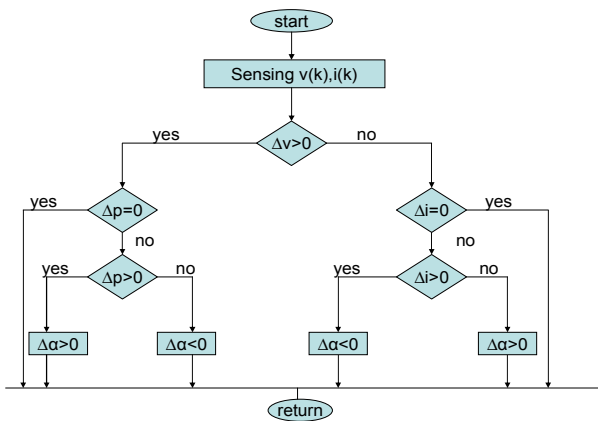 start
Sensing v(k),i(k)
yes
Δv>0
no
yes
Δp=0
Δi=0
yes
no
no
yes
Δp>0
no
yes
Δi>0
no
Δα>0
Δα<0
Δα<0
Δα>0
return